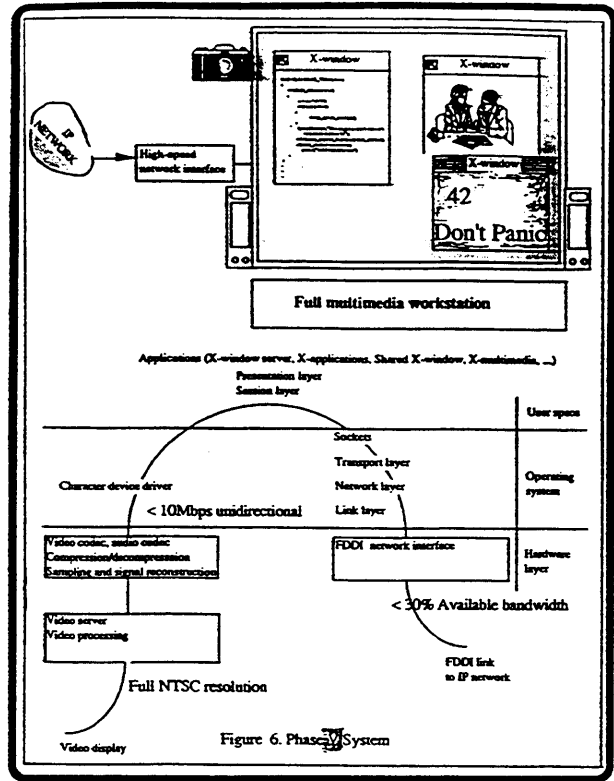 X-window
X-window
X-window
42
Don't Panic
IP
NETWORK
High-speed
network interface
Full multimedia workstation
Applications (X-window server, X-applications, Shared X-window, X-multimedia, ...)
Presentation layer
Session layer
User space
Sockets
Transport layer
Character device driver
Network layer
Operating
system
< 10Mbps unidirectional
Link layer
Video codec, audio codec
Compression/decompression
Sampling and signal reconstruction
FDDI network interface
Hardware
layer
< 30% Available bandwidth
Video server
Video processing
FDDI link
to IP network
Full NTSC resolution
Figure 6. Phase System
Video display